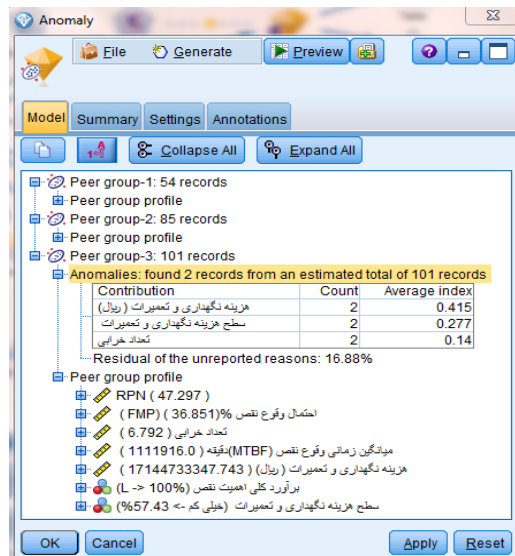 Anomaly
File Generate Preview
Model Summary Settings Annotations
Collapse All Expand All
Peer group-1: 54 records
Peer group profile
Peer group-2: 85 records
Peer group profile
Peer group-3: 101 records
Anomalies: found 2 records from an estimated total of 101 records
Contribution Count Average index
هزینه نگهداری و تعمیرات (ریال) 2 0.415
سطح هزینه نگهداری و تعمیرات 2 0.277
تعداد خرابی 2 0.14
Residual of the unreported reasons: 16.88%
Peer group profile
RPN ( 47.297 )
احتمال وقوع نقص %(FMP) ( 36.851 )
تعداد خرابی ( 6.792 )
میانگین زمانی وقوع نقص (MTBF)دقیقه ( 1111916.0 )
هزینه نگهداری و تعمیرات (ریال) ( 17144733347.743 )
برآورد کلی اهمیت نقص (L -> 100%)
سطح هزینه نگهداری و تعمیرات (خیلی کم -> 57.43%)
OK Cancel Apply Reset